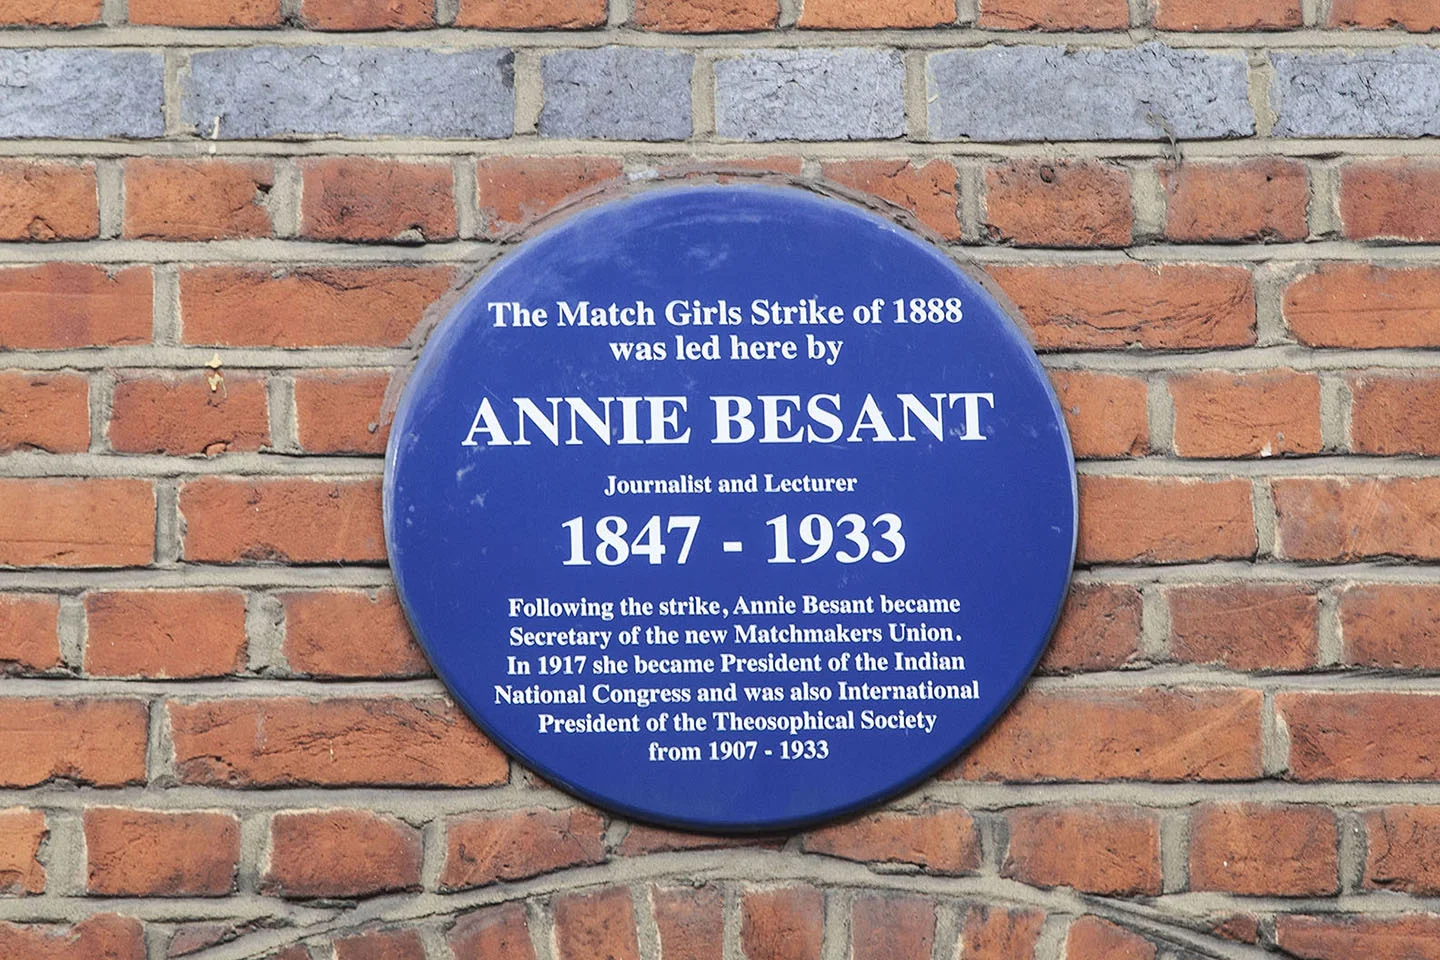 The Match Girls Strike of 1888
was led here by
ANNIE BESANT
Journalist and Lecturer
1847 - 1933
Following the strike, Annie Besant became
Secretary of the new Matchmakers Union.
In 1917 she became President of the Indian
National Congress and was also International
President of the Theosophical Society
from 1907 - 1933